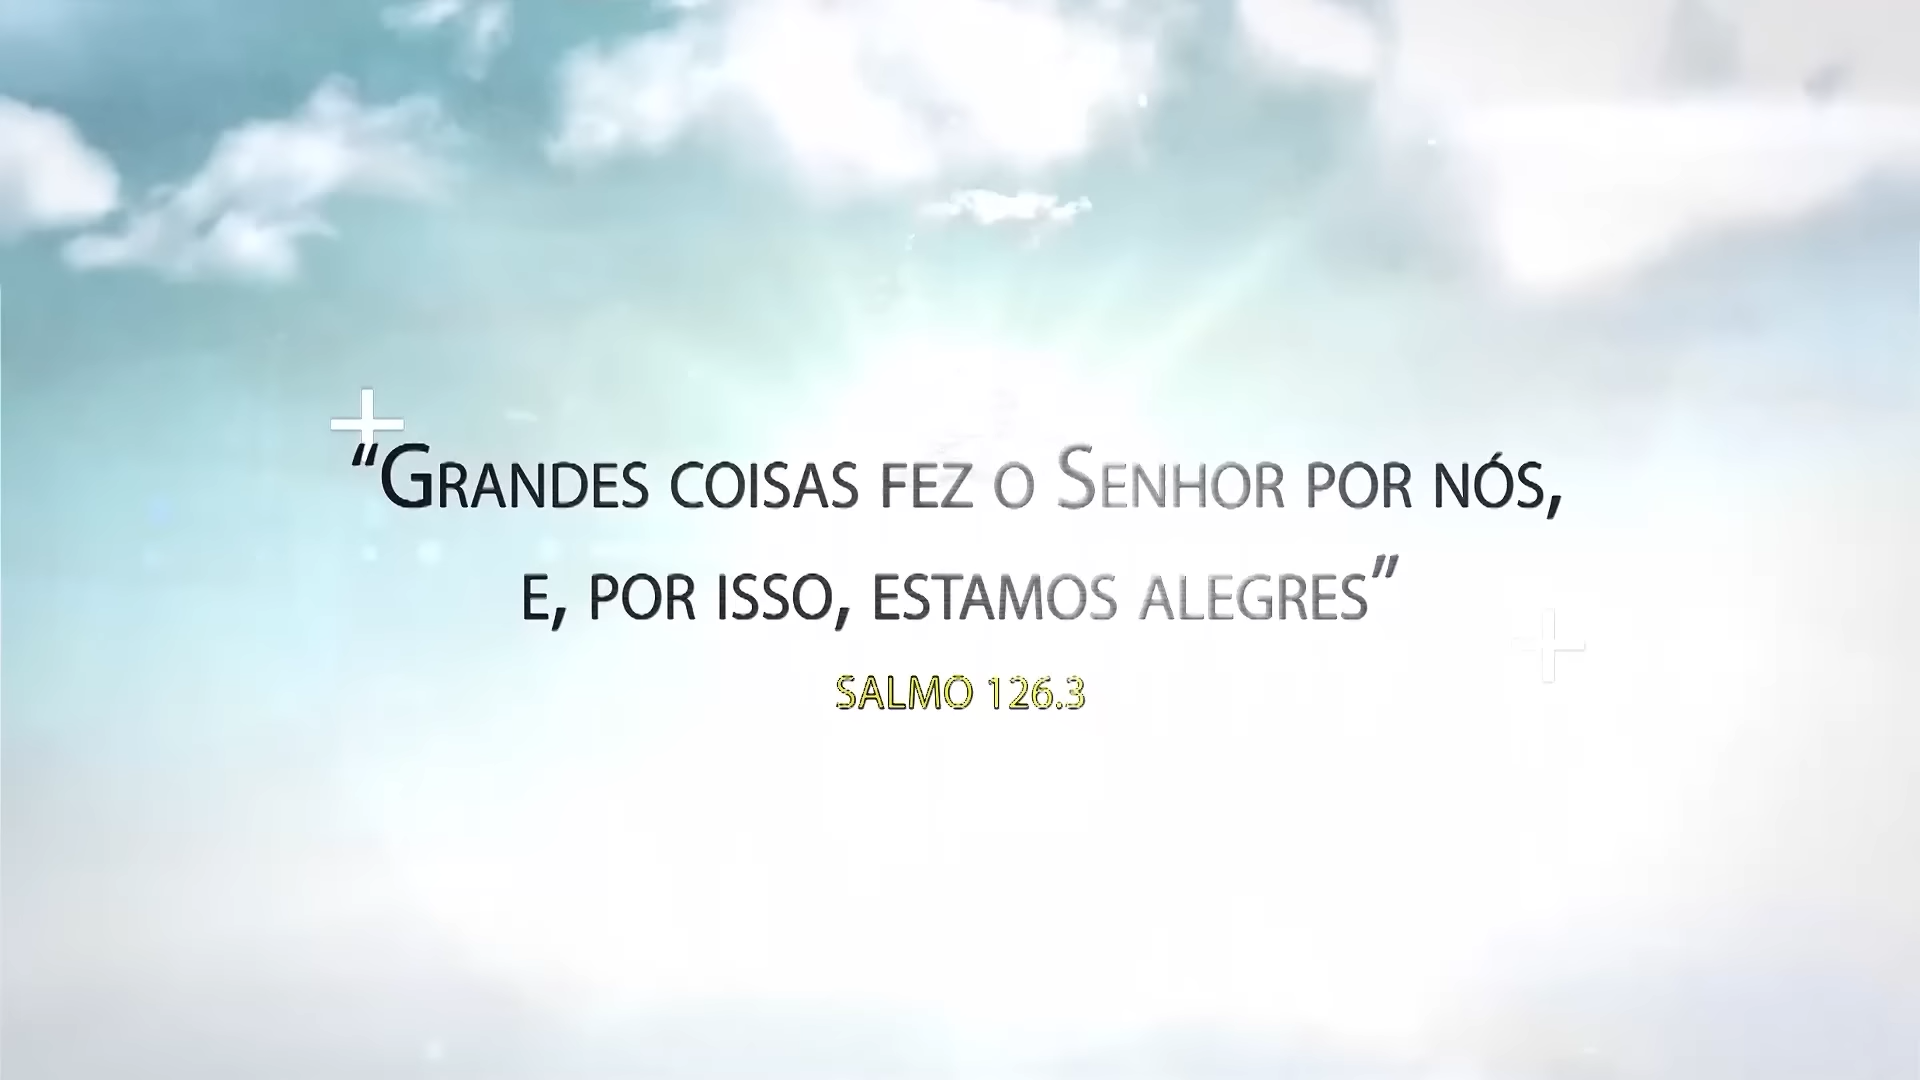 “Grandes coisas fez o Senhor por nós,
e, por isso, estamos alegres”
SALMO 126.3